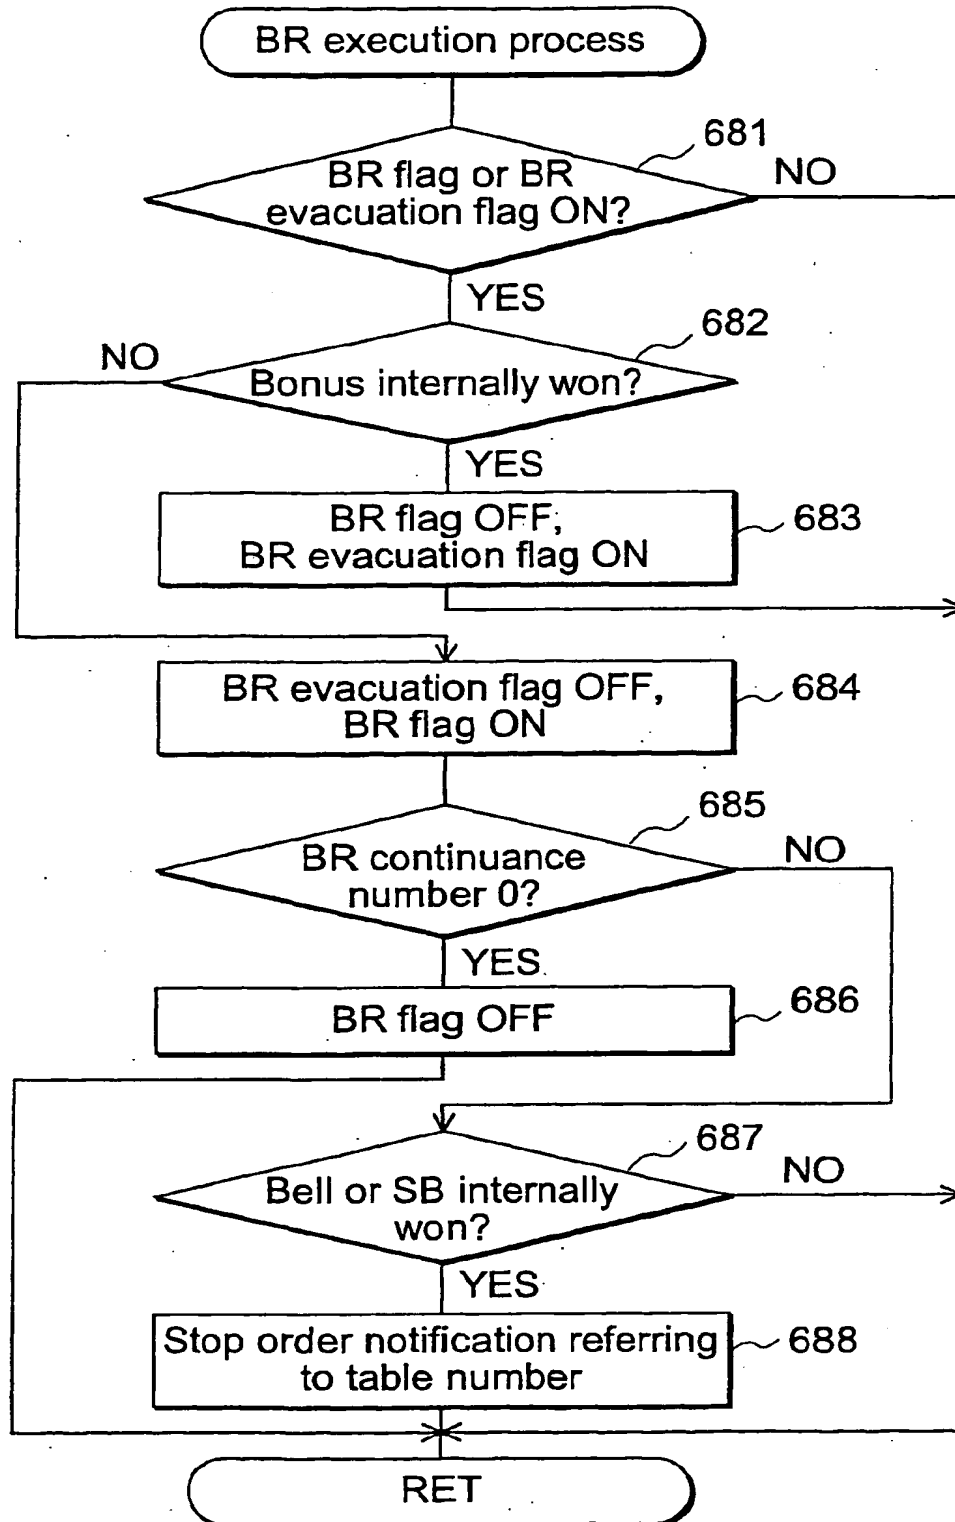 BR execution process
681
BR flag or BR
evacuation flag ON?
NO
YES
682
NO
Bonus internally won?
YES
BR flag OFF,
BR evacuation flag ON
683
BR evacuation flag OFF,
BR flag ON
684
685
BR continuance
number 0?
NO
YES
BR flag OFF
686
687
Bell or SB internally
won?
NO
YES
Stop order notification referring
to table number
688
RET